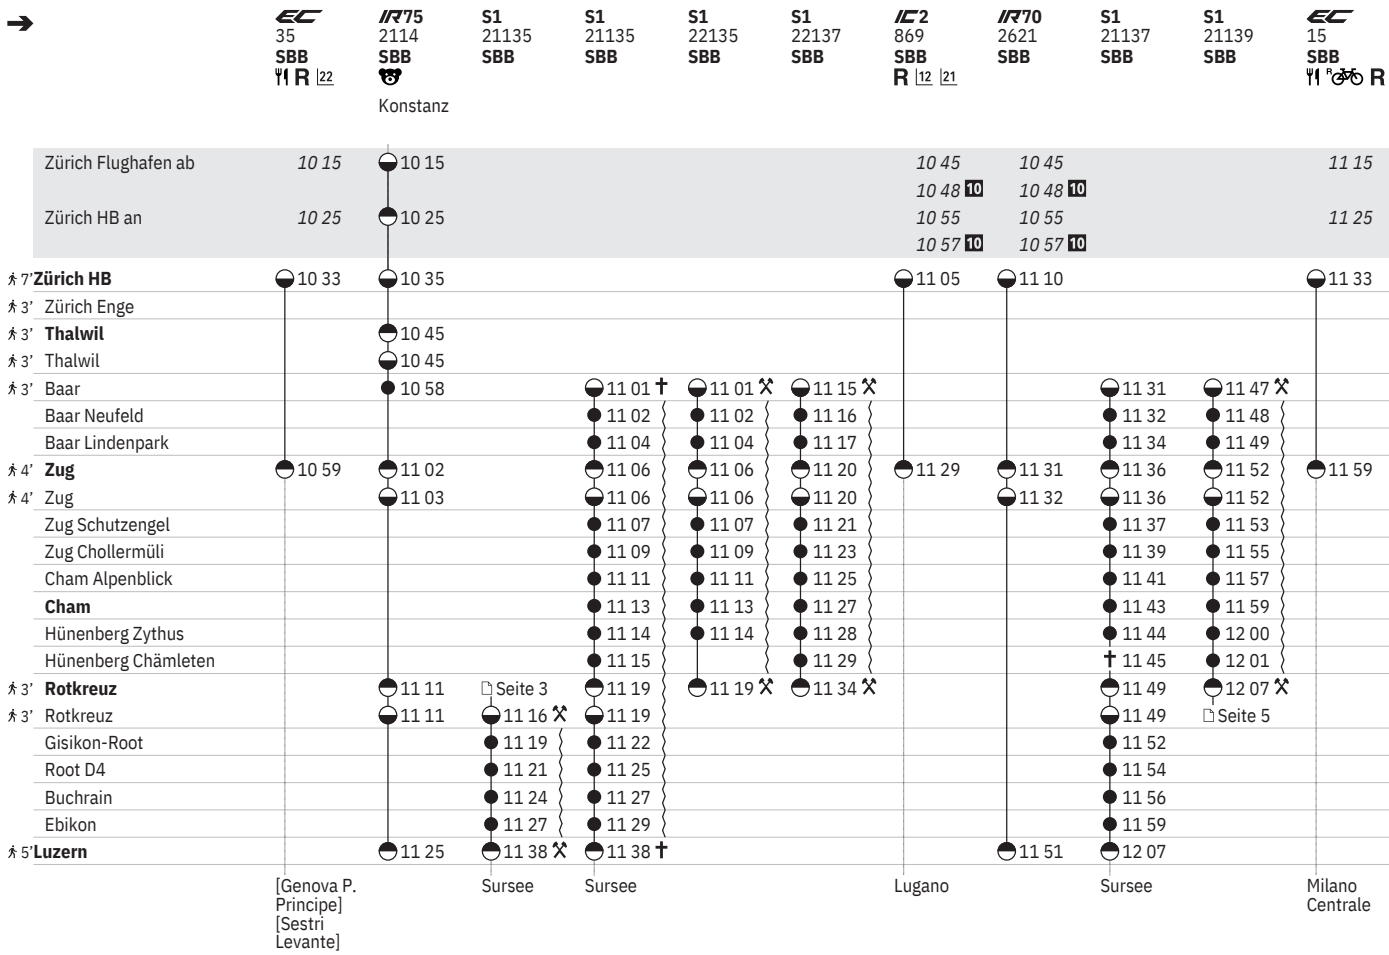 EC IR75 S1 S1 S1 S1 IC2 IR70 S1 S1 EC
35 2114 21135 21135 22135 22137 869 2621 21137 21139 15
SBB SBB SBB SBB SBB SBB SBB SBB SBB SBB SBB
R 22 R 12 21 R R
Konstanz
Zürich Flughafen ab 10 15 10 15 10 45 10 45 11 15
10 48 10 10 48 10
Zürich HB an 10 25 10 25 10 55 10 55 11 25
10 57 10 10 57 10
7’ Zürich HB 10 33 10 35 11 05 11 10 11 33
3’ Zürich Enge
3’ Thalwil 10 45
3’ Thalwil 10 45
3’ Baar 10 58 11 01 11 01 11 15 11 31 11 47
Baar Neufeld 11 02 11 02 11 16 11 32 11 48
Baar Lindenpark 11 04 11 04 11 17 11 34 11 49
4’ Zug 10 59 11 02 11 06 11 06 11 20 11 29 11 31 11 36 11 52 11 59
4’ Zug 11 03 11 06 11 06 11 20 11 32 11 36 11 52
Zug Schutzengel 11 07 11 07 11 21 11 37 11 53
Zug Chollermüli 11 09 11 09 11 23 11 39 11 55
Cham Alpenblick 11 11 11 11 11 25 11 41 11 57
Cham 11 13 11 13 11 27 11 43 11 59
Hünenberg Zythus 11 14 11 14 11 28 11 44 12 00
Hünenberg Chämleten 11 15 11 29 11 45 12 01
3’ Rotkreuz 11 11 Seite 3 11 19 11 19 11 34 11 49 12 07
3’ Rotkreuz 11 11 11 16 11 19 11 49 Seite 5
Gisikon-Root 11 19 11 22 11 52
Root D4 11 21 11 25 11 54
Buchrain 11 24 11 27 11 56
Ebikon 11 27 11 29 11 59
5’ Luzern 11 25 11 38 11 38 11 51 12 07
[Genova P. Sursee Sursee Lugano Sursee Milano
Principe] Centrale
[Sestri
Levante]